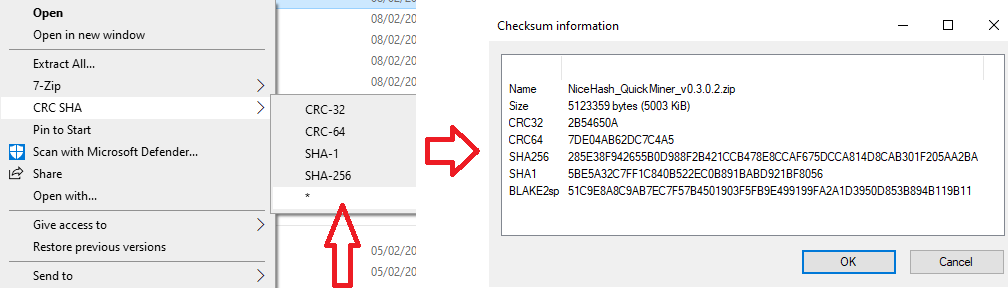 Open
Open in new window
Extract All...
7-Zip
CRC SHA
Pin to Start
Scan with Microsoft Defender...
Share
Open with...
Give access to
Restore previous versions
Send to
08/02/20
08/02/20
08/02/20
08/02/20
08/02/20
CRC-32
CRC-64
SHA-1
SHA-256
*
05/02/20
05/02/20
Checksum information
Name NiceHash_QuickMiner_v0.3.0.2.zip
Size 5123359 bytes (5003 KiB)
CRC32 2B54650A
CRC64 7DE04AB62DC7C4A5
SHA256 285E38F942655B0D988F2B421CCB478E8CCAF675DCCA814D8CAB301F205AA2BA
SHA1 5BE5A32C7FF1C840B522EC0B891BABD921BF8056
BLAKE2sp 51C9E8A8C9AB7EC7F57B4501903F5FB9E499199FA2A1D3950D853B894B119B11
OK
Cancel